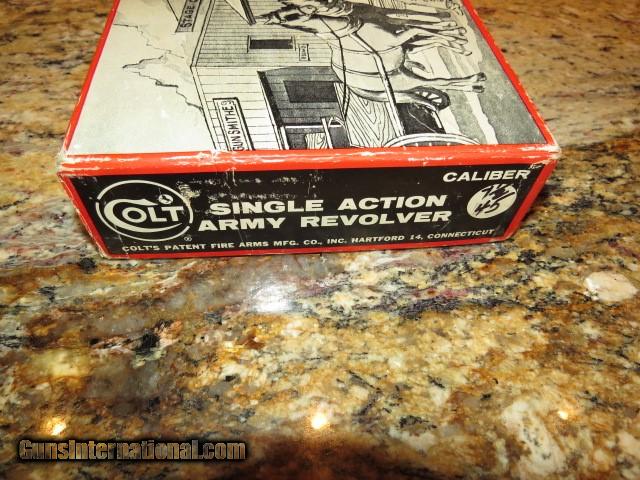 STAGE
GUNSMITHE
CALIBER
COLT
®
SINGLE ACTION
ARMY REVOLVER
COLT'S PATENT FIRE ARMS MFG. CO., INC. HARTFORD 14, CONNECTICUT
GunsInternational.com